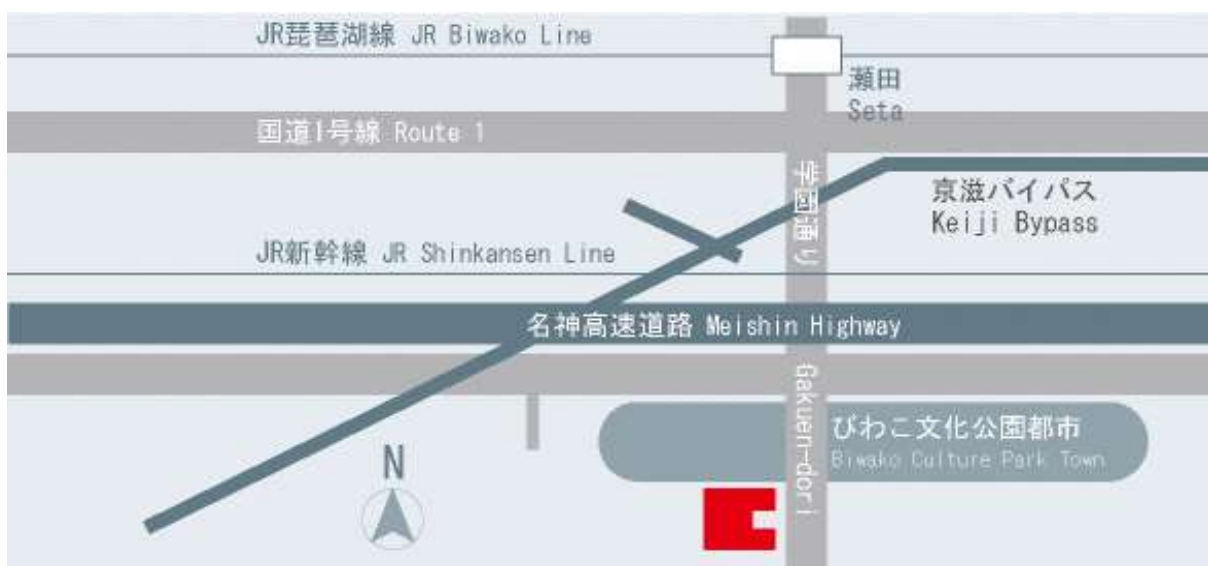 JR琵琶湖線 JR Biwako Line
瀬田
Seta
国道1号線 Route 1
学園通り
京滋バイパス
Keiji Bypass
JR新幹線 JR Shinkansen Line
名神高速道路 Meishin Highway
Gakuen-dori
びわこ文化公園都市
Biwako Culture Park Town
N